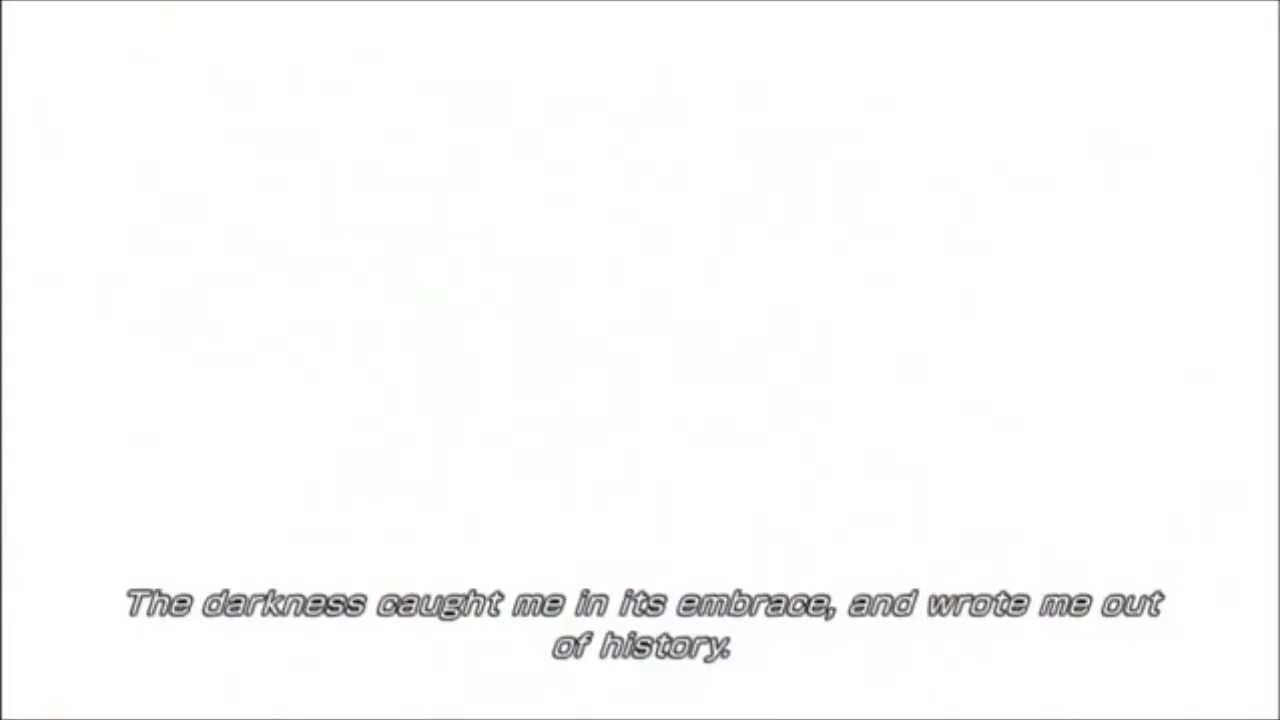 The darkness caught me in its embrace, and wrote me out
of history.